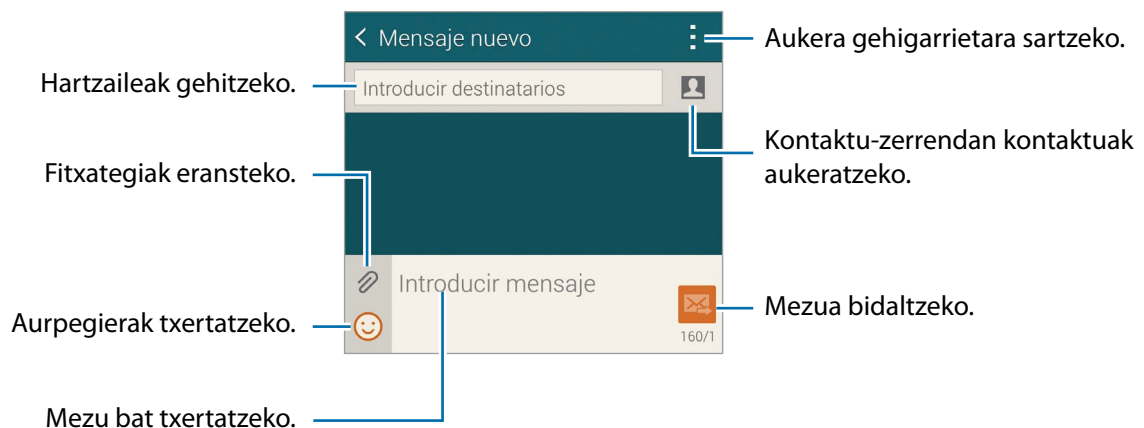 Mensaje nuevo
Aukera gehigarrietara sartzeko.
Hartzaileak gehitzeko.
Introducir destinatarios
Kontaktu-zerrendan kontaktuak
aukeratzeko.
Fitxategiak eransteko.
Introducir mensaje
Mezua bidaltzeko.
Aurpegierak txertatzeko.
160/1
Mezu bat txertatzeko.